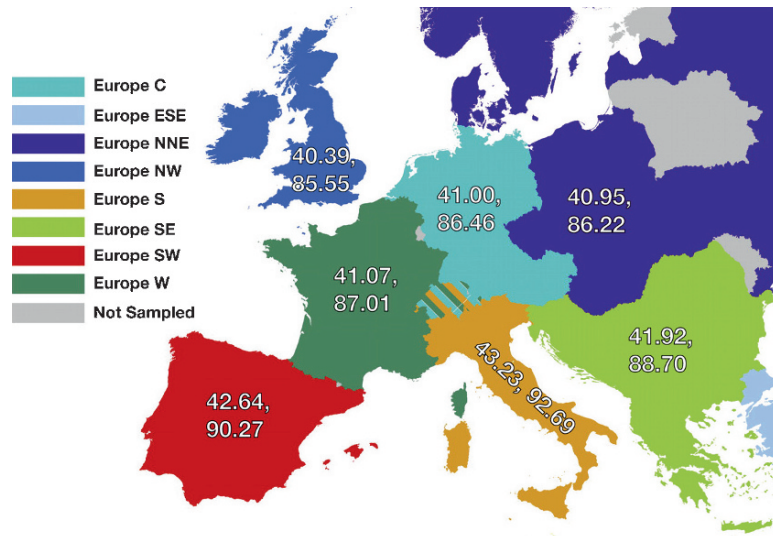 Europe C
Europe ESE
Europe NNE
Europe NW
Europe S
Europe SE
Europe SW
Europe W
Not Sampled
40.39,
85.55
41.00,
86.46
40.95,
86.22
41.07,
87.01
41.92,
88.70
43.23, 92.69
42.64,
90.27